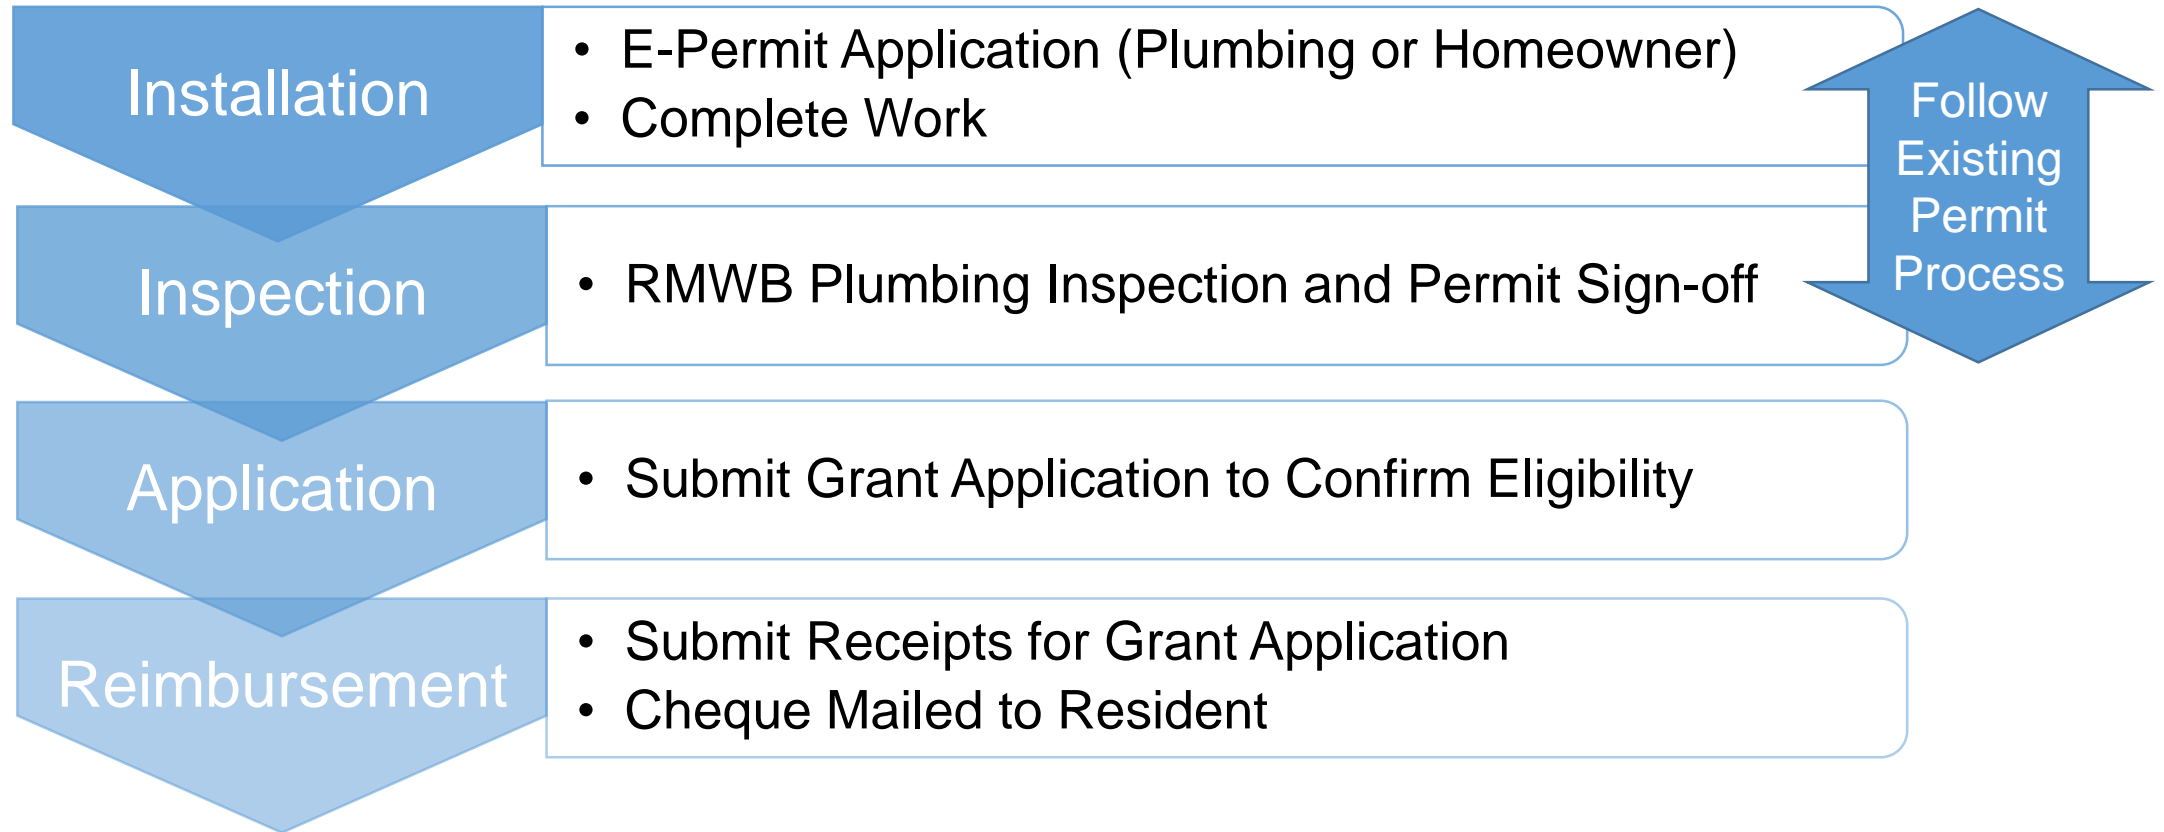 Installation
• E-Permit Application (Plumbing or Homeowner)
• Complete Work
Follow
Existing
Permit
Process
Inspection
• RMWB Plumbing Inspection and Permit Sign-off
Application
• Submit Grant Application to Confirm Eligibility
Reimbursement
• Submit Receipts for Grant Application
• Cheque Mailed to Resident